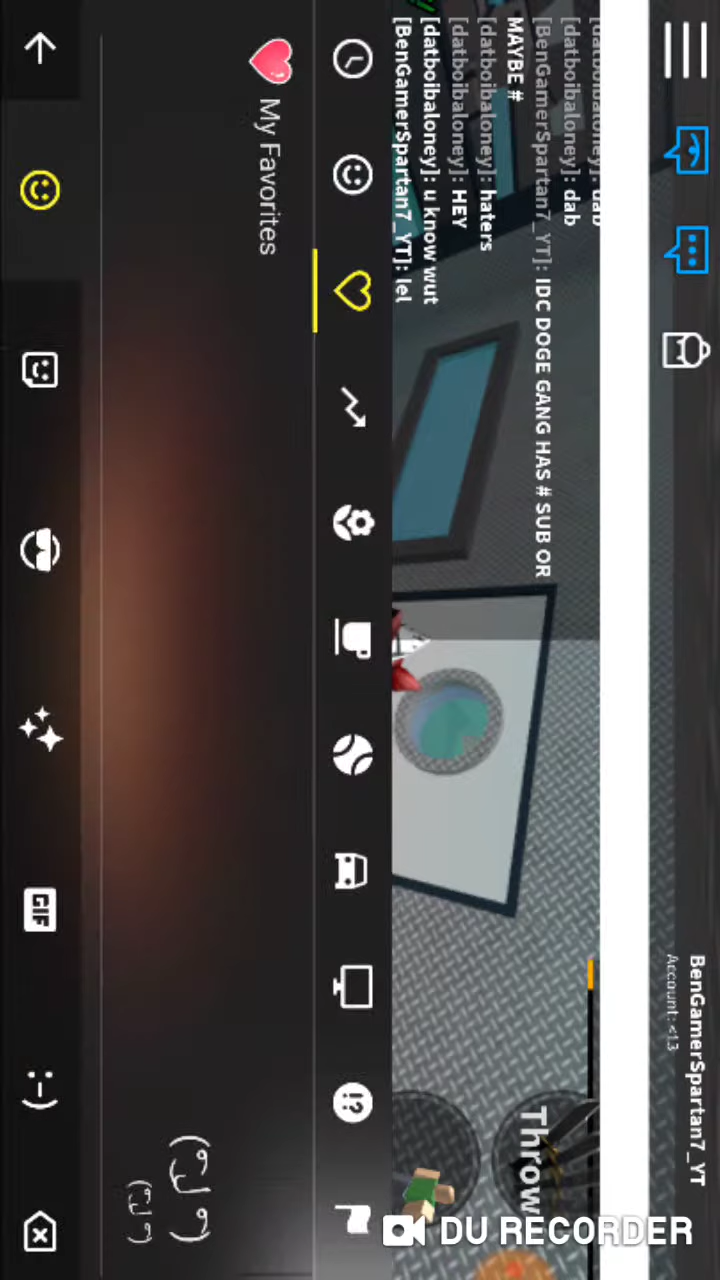 BenGamerSpartan7_YT
Account: <13
[datboibaloney]: dab
[datboibaloney]: dab
[BenGamerSpartan7_YT]: IDC DOGE GANG HAS # SUB OR
MAYBE #
[datboibaloney]: haters
[datboibaloney]: HEY
[datboibaloney]: u know wut
[BenGamerSpartan7_YT]: lel
Throw
!?
My Favorites
GIF
:-)
DU RECORDER